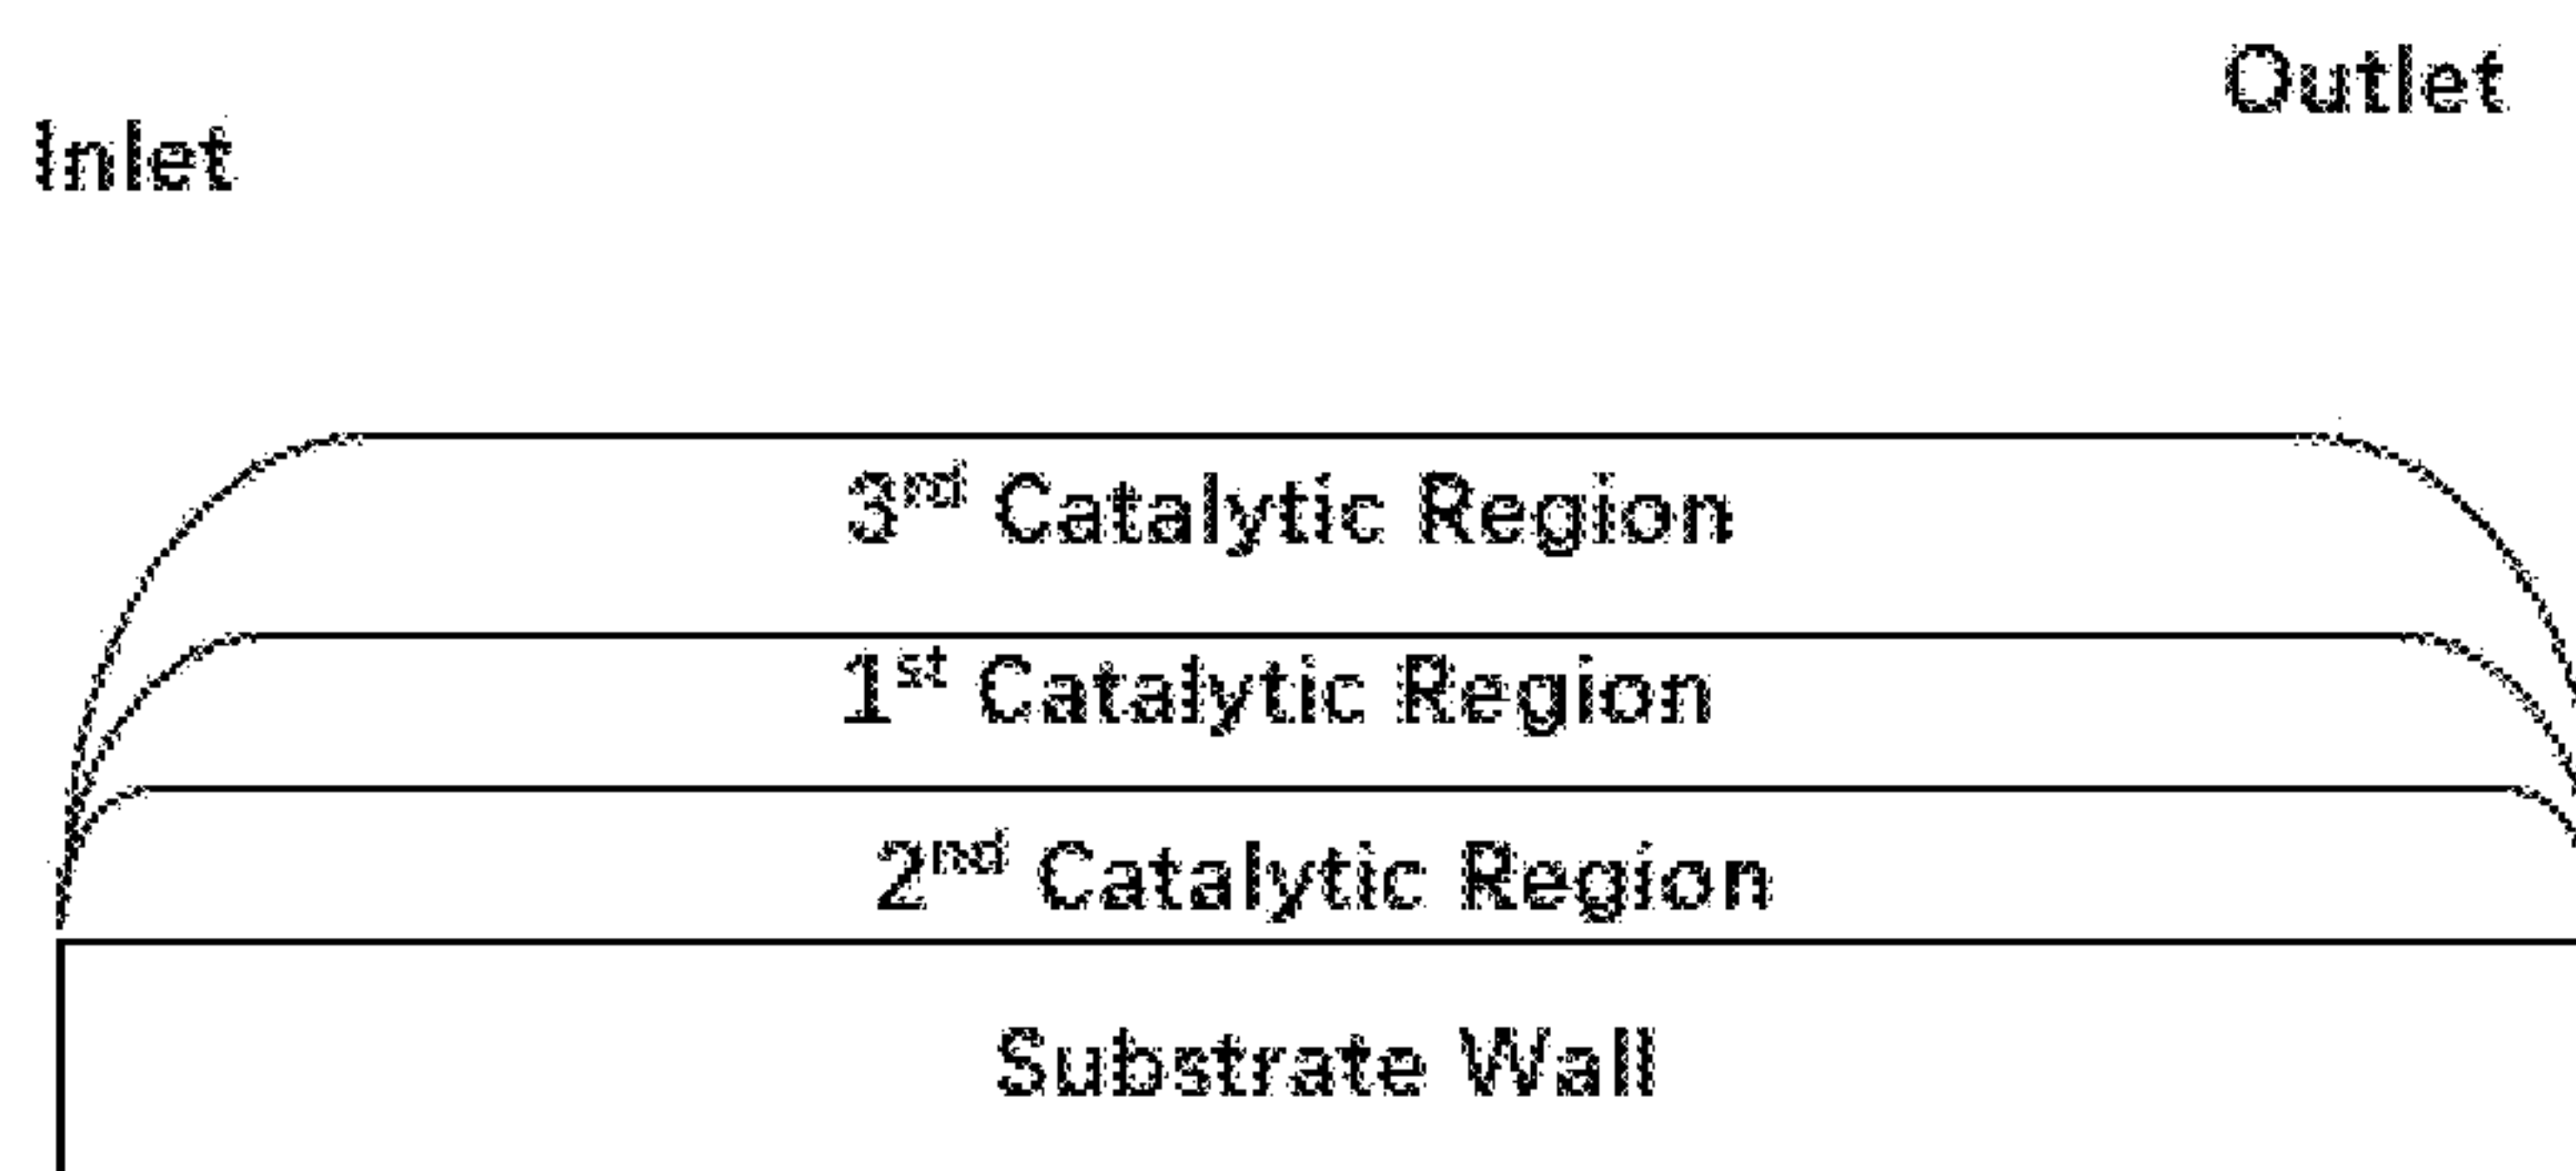 Outlet
Inlet
3rd Catalytic Region
1st Catalytic Region
2nd Catalytic Region
Substrate Wall